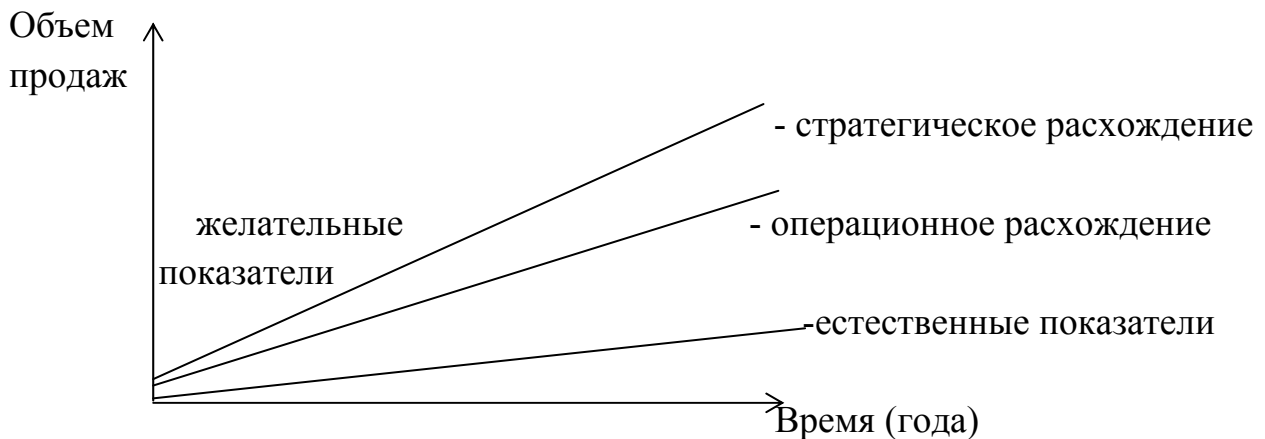 Объем
продаж
- стратегическое расхождение
желательные
- операционное расхождение
показатели
-естественные показатели
Время (года)